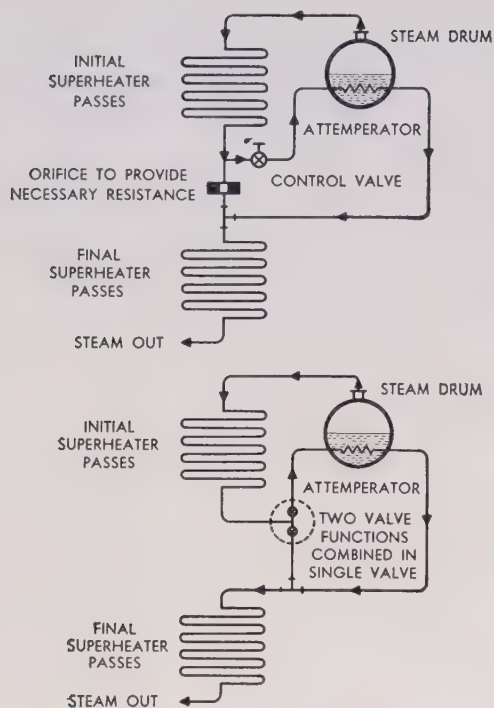 STEAM DRUM
INITIAL
SUPERHEATER
PASSES
ATTEMPERATOR
CONTROL VALVE
ORIFICE TO PROVIDE
NECESSARY RESISTANCE
FINAL
SUPERHEATER
PASSES
STEAM OUT
STEAM DRUM
INITIAL
SUPERHEATER
PASSES
ATTEMPERATOR
TWO VALVE
FUNCTIONS
COMBINED IN
SINGLE VALVE
FINAL
SUPERHEATER
PASSES
STEAM OUT